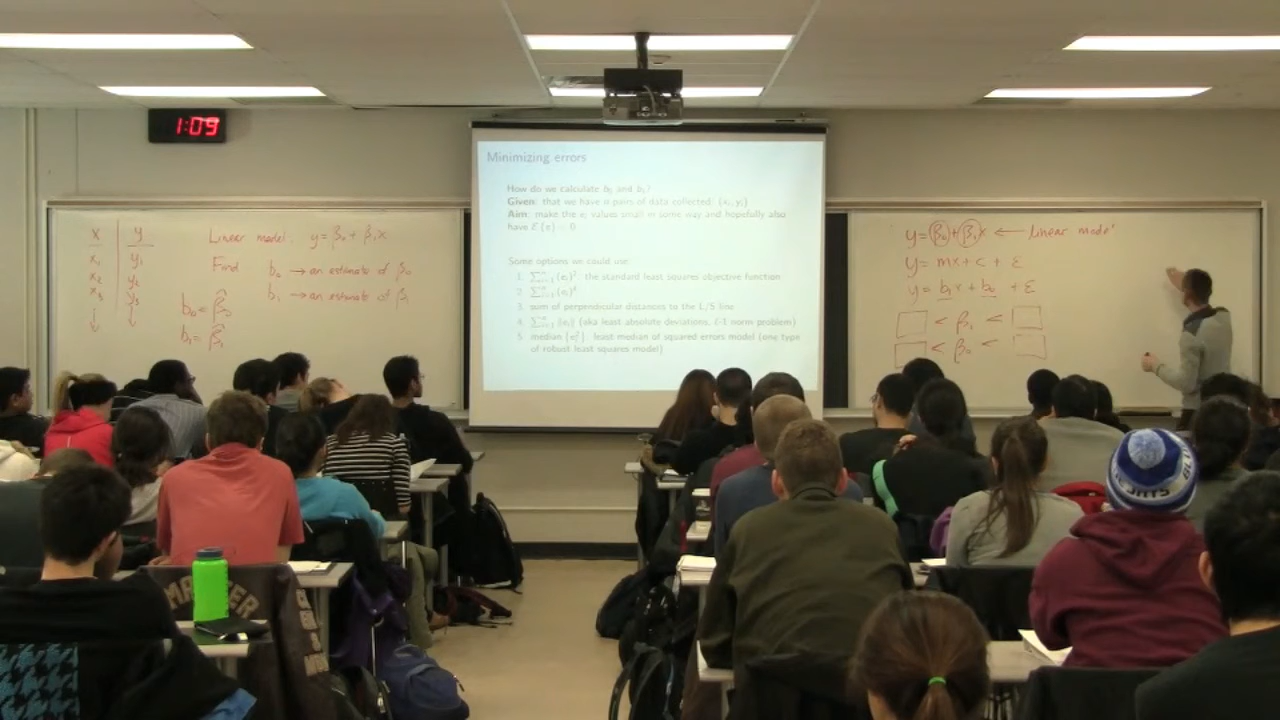 1:09
x y
x₁ y₁
x₂ y₂
x₃ y₃
Linear model: y = β₀ + β₁x
Find b₀ → an estimate of β₀
b₁ → an estimate of β₁
b₀ = β̂₀
b₁ = β̂₁
Minimizing errors
How do we calculate b₀ and b₁?
Given: that we have n pairs of data collected: (xᵢ, yᵢ)
Aim: make the eᵢ values small in some way and hopefully also
have E(e) = 0
Some options we could use
1. the standard least squares objective function
2.
3. sum of perpendicular distances to the L/S line
4. (aka least absolute deviations, norm problem)
5. median least median of squared errors model (one type
of robust least squares model)
y = β₀ + β₁x ← linear mode
y = mx + c + ε
y = b₁x + b₀ + ε
< β₁ <
< β₀ <
MASTER